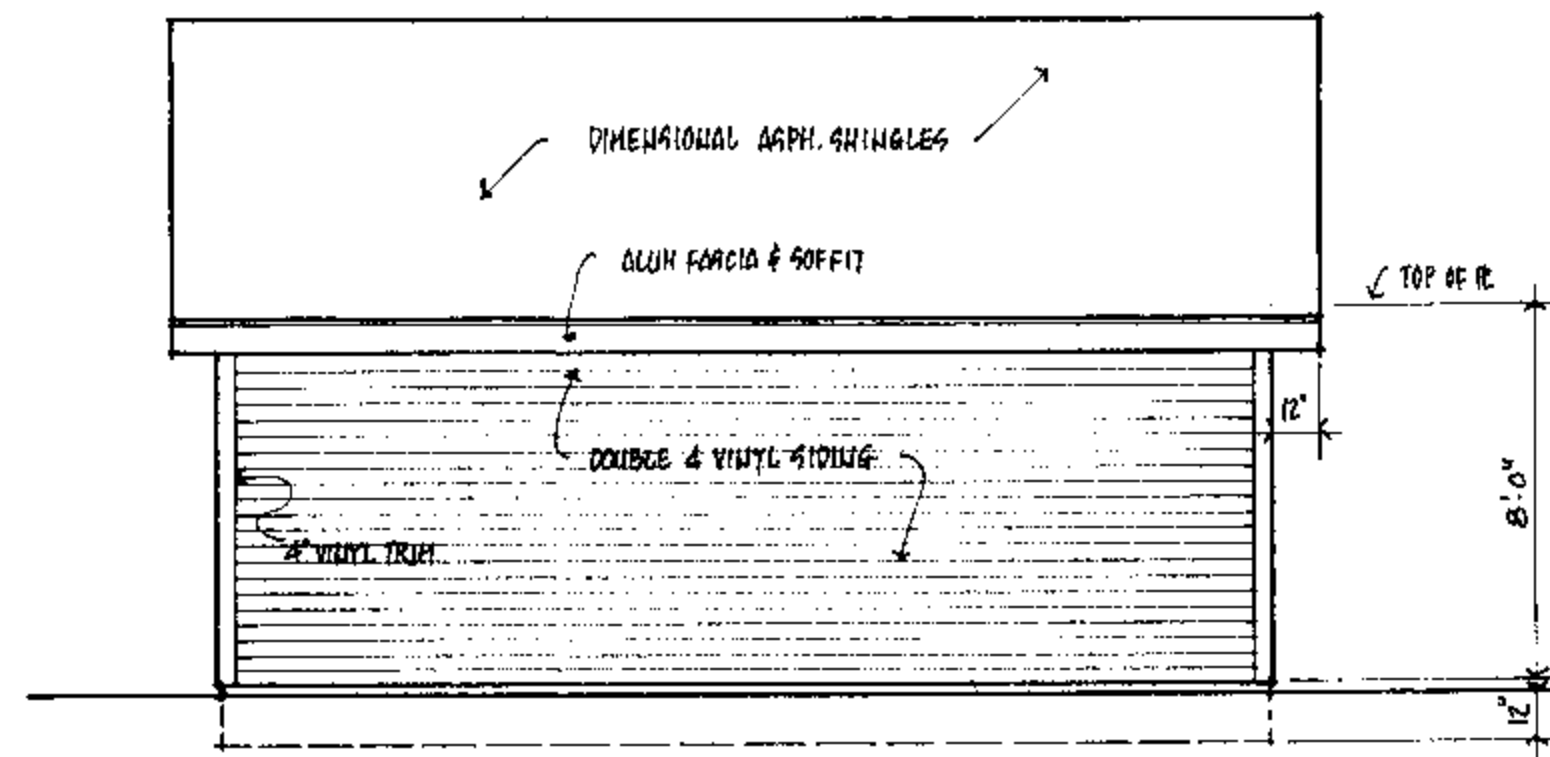 DIMENSIONAL ASPH. SHINGLES
ALUM FASCIA & SOFFIT
TOP OF PL
12"
DOUBLE 4 VINYL SIDING
8'-0"
4" VINYL TRIM
12"